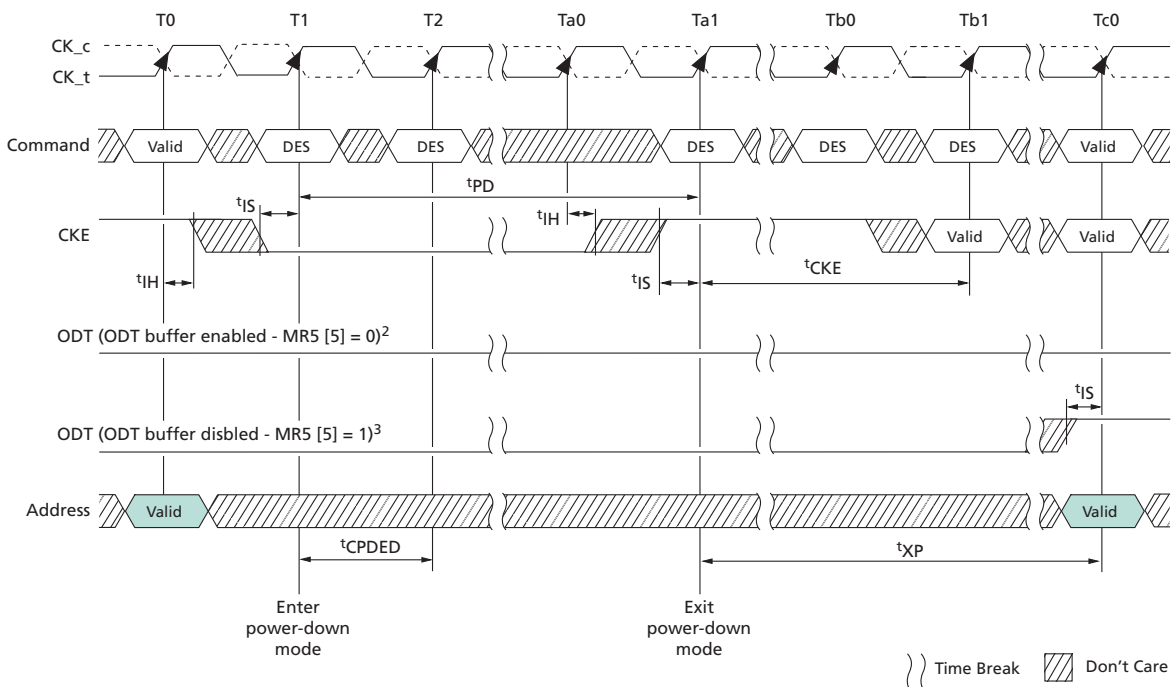 T0 T1 T2 Ta0 Ta1 Tb0 Tb1 Tc0
CK_c
CK_t
Command Valid DES DES DES DES DES Valid
tPD
tIS tIH
CKE Valid Valid
tIH tIS tCKE
ODT (ODT buffer enabled - MR5 [5] = 0)2
tIS
ODT (ODT buffer disbled - MR5 [5] = 1)3
Address Valid Valid
tCPDED tXP
Enter
power-down
mode
Exit
power-down
mode
Time Break Don't Care